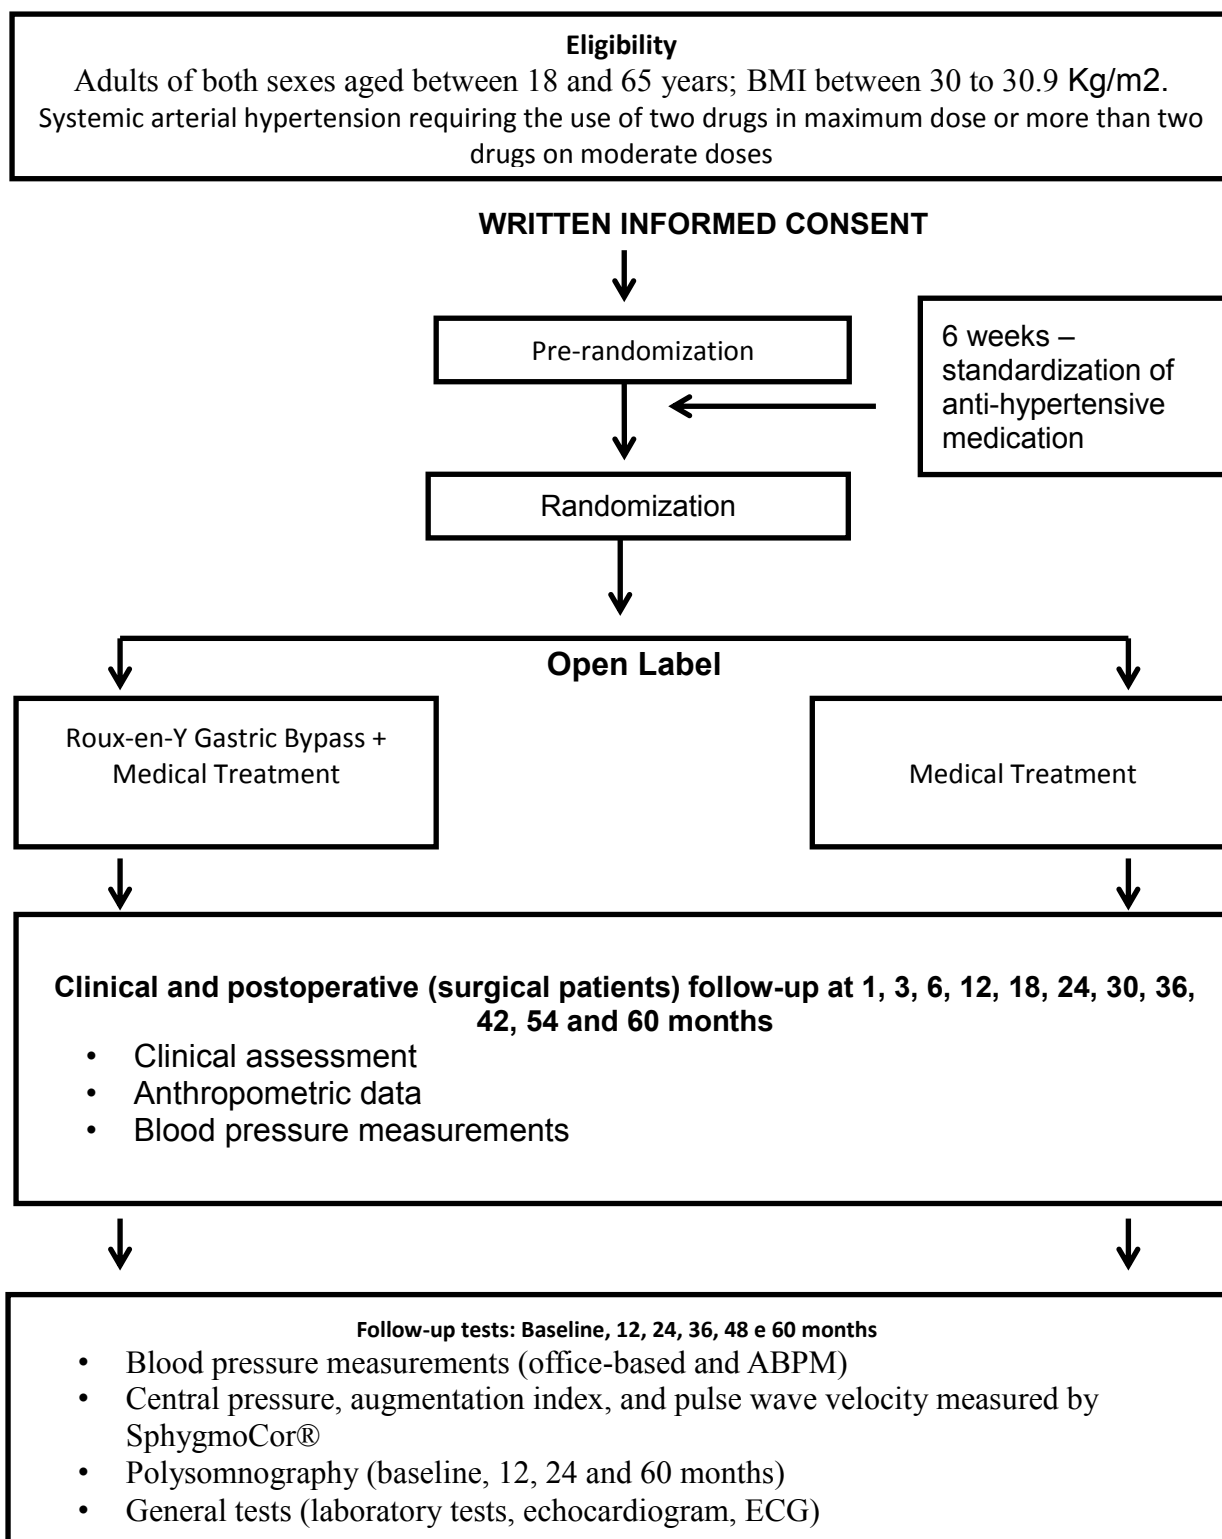 Eligibility
Adults of both sexes aged between 18 and 65 years; BMI between 30 to 30.9 Kg/m2.
Systemic arterial hypertension requiring the use of two drugs in maximum dose or more than two
drugs on moderate doses
WRITTEN INFORMED CONSENT
Pre-randomization
6 weeks –
standardization of
anti-hypertensive
medication
Randomization
Open Label
Roux-en-Y Gastric Bypass +
Medical Treatment
Medical Treatment
Clinical and postoperative (surgical patients) follow-up at 1, 3, 6, 12, 18, 24, 30, 36,
42, 54 and 60 months
• Clinical assessment
• Anthropometric data
• Blood pressure measurements
Follow-up tests: Baseline, 12, 24, 36, 48 e 60 months
• Blood pressure measurements (office-based and ABPM)
• Central pressure, augmentation index, and pulse wave velocity measured by
SphygmoCor®
• Polysomnography (baseline, 12, 24 and 60 months)
• General tests (laboratory tests, echocardiogram, ECG)